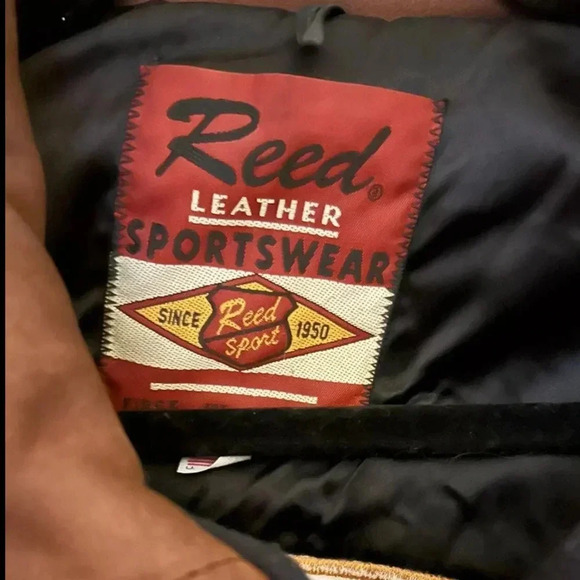 Reed®
LEATHER
SPORTSWEAR
SINCE Reed 1950
Sport